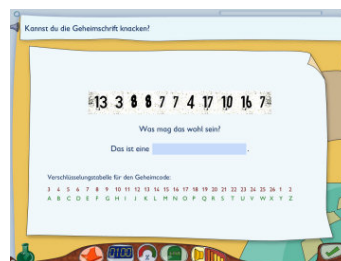 Kannst du die Geheimschrift knacken?
13 3 8 8 7 7 4 17 10 16 7
Was mag das wohl sein?
Das ist eine .
Verschlüsselungstabelle für den Geheimcode:
3 4 5 6 7 8 9 10 11 12 13 14 15 16 17 18 19 20 21 22 23 24 25 26 1 2
A B C D E F G H I J K L M N O P Q R S T U V W X Y Z